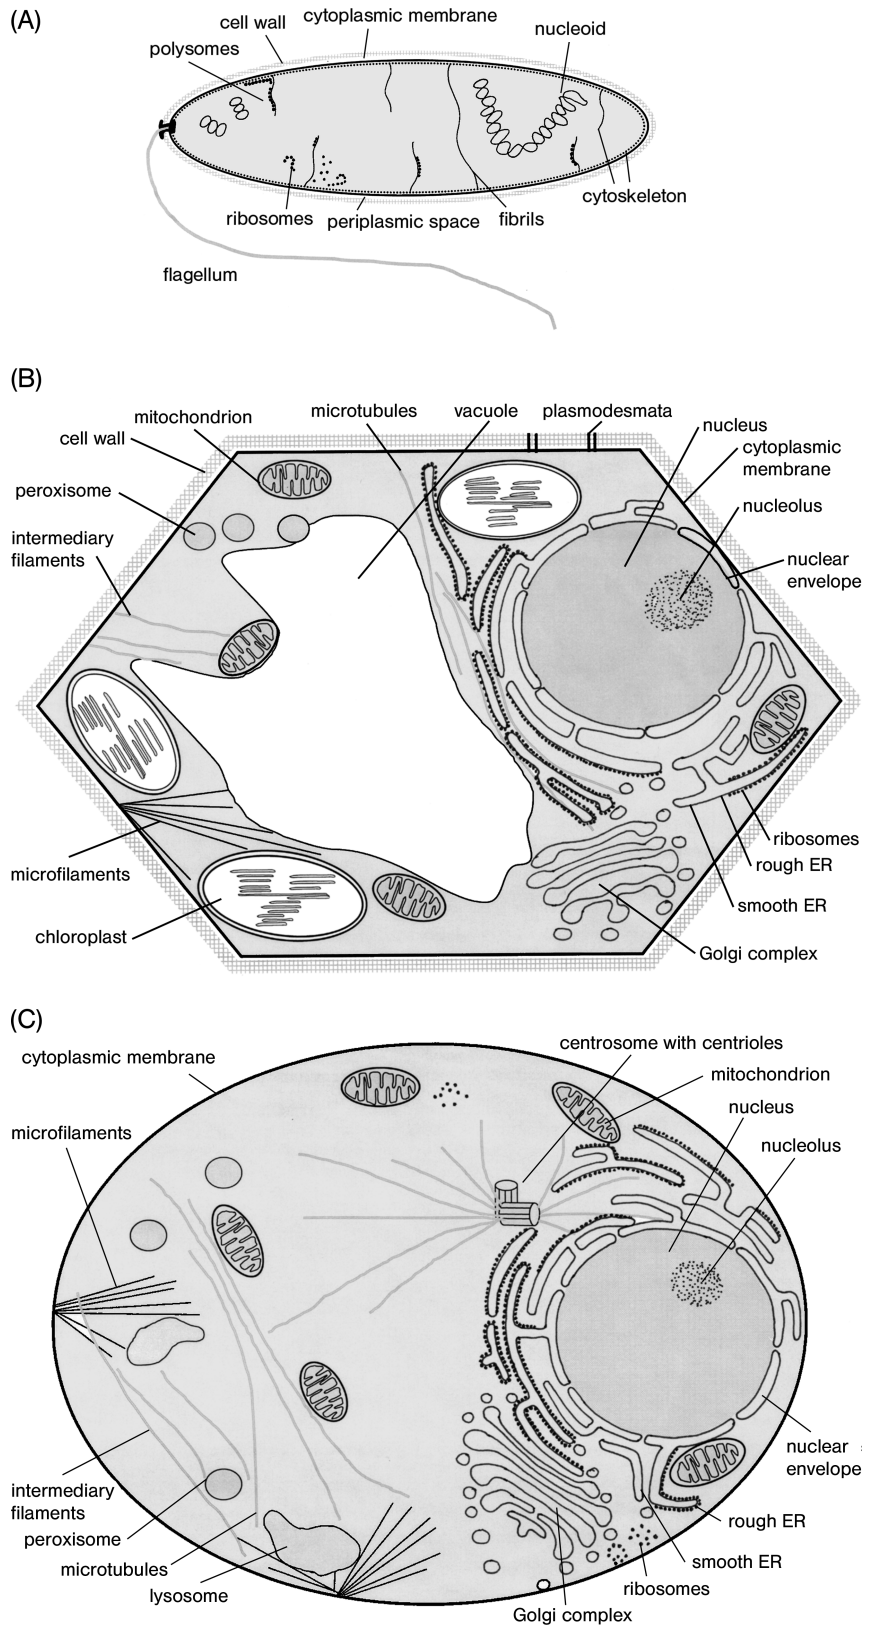 (A)
cell wall
cytoplasmic membrane
nucleoid
polysomes
cytoskeleton
ribosomes
periplasmic space
fibrils
flagellum
(B)
mitochondrion
microtubules
vacuole
plasmodesmata
nucleus
cell wall
cytoplasmic
membrane
peroxisome
nucleolus
intermediary
filaments
nuclear
envelope
ribosomes
rough ER
microfilaments
smooth ER
chloroplast
Golgi complex
(C)
centrosome with centrioles
cytoplasmic membrane
mitochondrion
nucleus
microfilaments
nucleolus
nuclear
envelope
intermediary
filaments
rough ER
peroxisome
smooth ER
microtubules
ribosomes
lysosome
Golgi complex